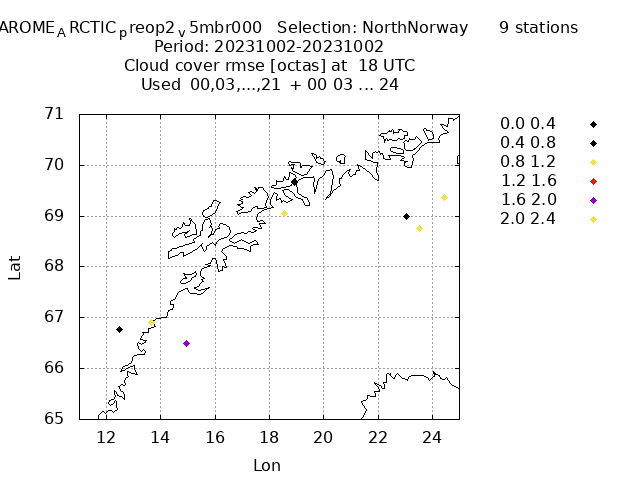 AROME_ARCTIC_preop2_v5mbr000 Selection: NorthNorway 9 stations
Period: 20231002-20231002
Cloud cover rmse [octas] at 18 UTC
Used 00,03,...,21 + 00 03 ... 24
71
70
69
68
67
66
65
Lat
12 14 16 18 20 22 24
Lon
0.0 0.4
0.4 0.8
0.8 1.2
1.2 1.6
1.6 2.0
2.0 2.4